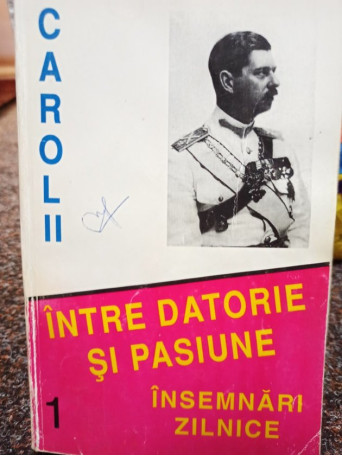 CAROL II
ÎNTRE DATORIE
ŞI PASIUNE
1
ÎNSEMNĂRI
ZILNICE